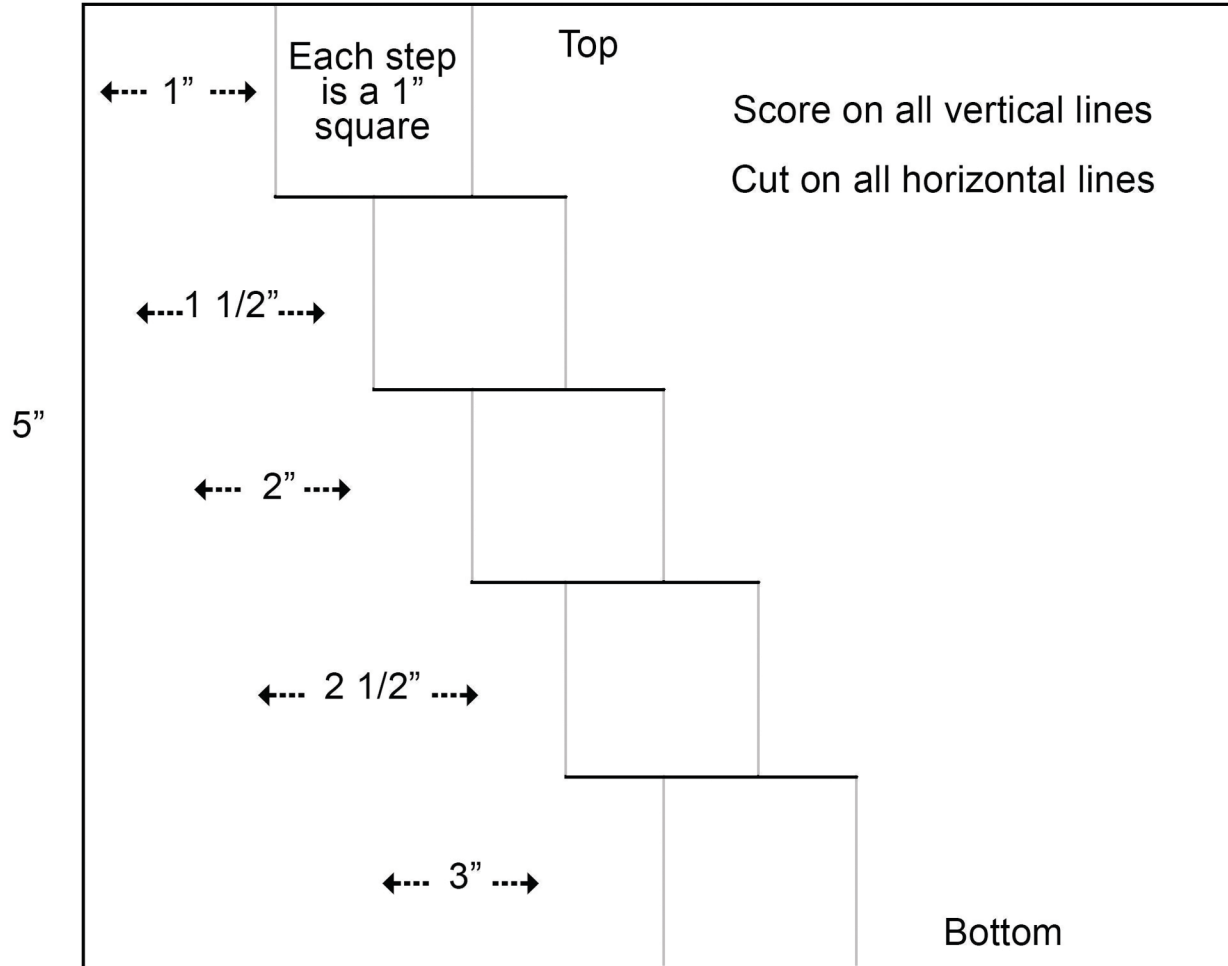 Top
Each step
is a 1”
square
1”
Score on all vertical lines
Cut on all horizontal lines
1 1/2”
5”
2”
2 1/2”
3”
Bottom